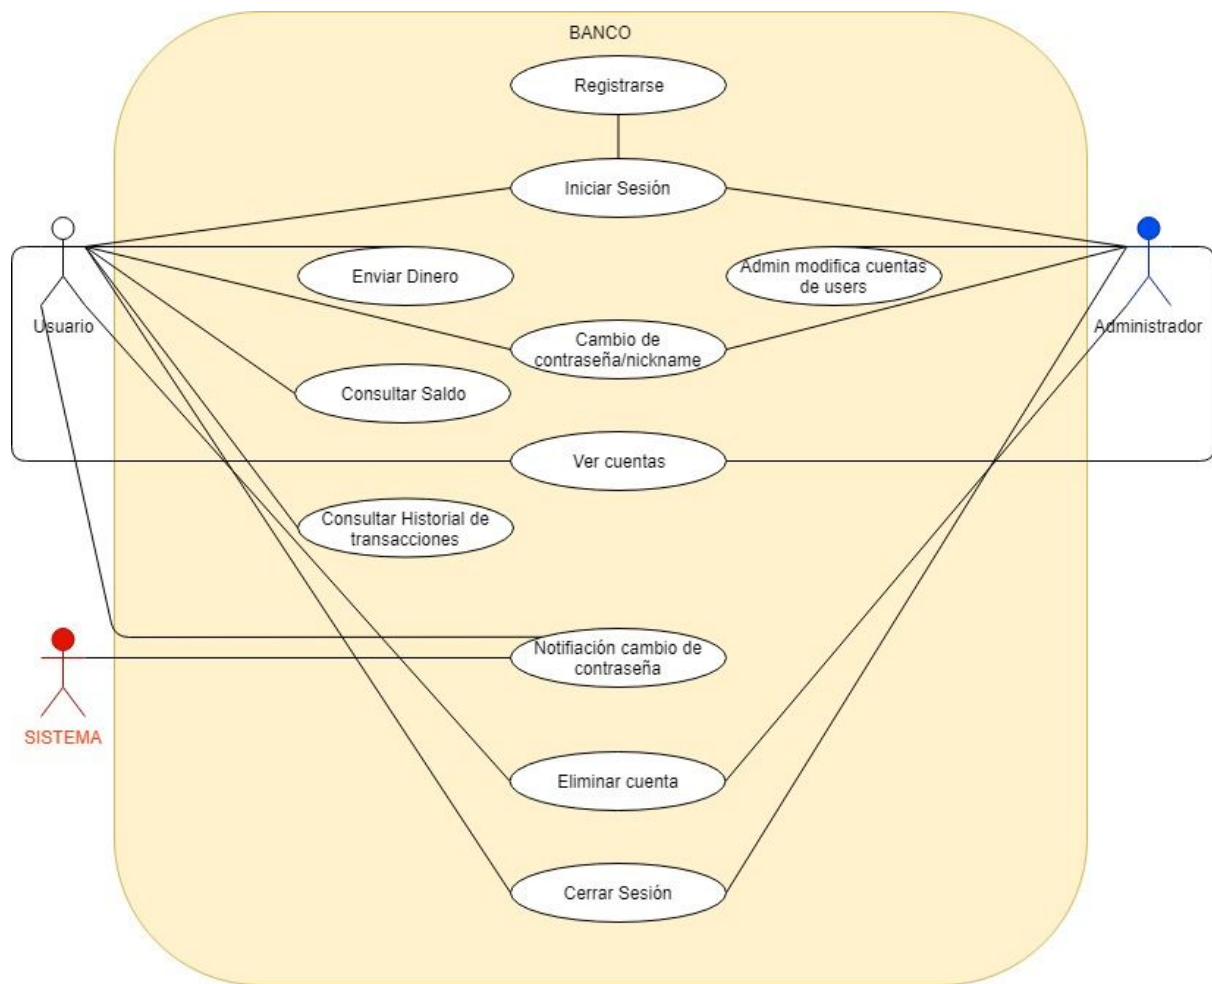 BANCO
Registrarse
Iniciar Sesión
Enviar Dinero
Admin modifica cuentas
de users
Usuario
Administrador
Cambio de
contraseña/nickname
Consultar Saldo
Ver cuentas
Consultar Historial de
transacciones
Notifiación cambio de
contraseña
SISTEMA
Eliminar cuenta
Cerrar Sesión